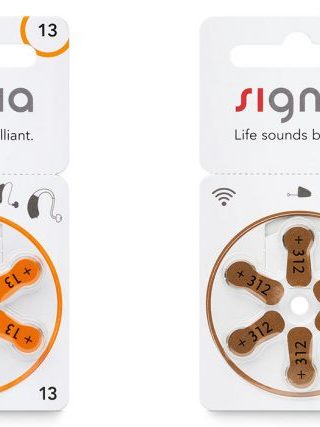 13
ia
lliant.
+ 13
+ 13
13
sign
Life sounds b
+ 312
+ 312
+ 312
+ 312